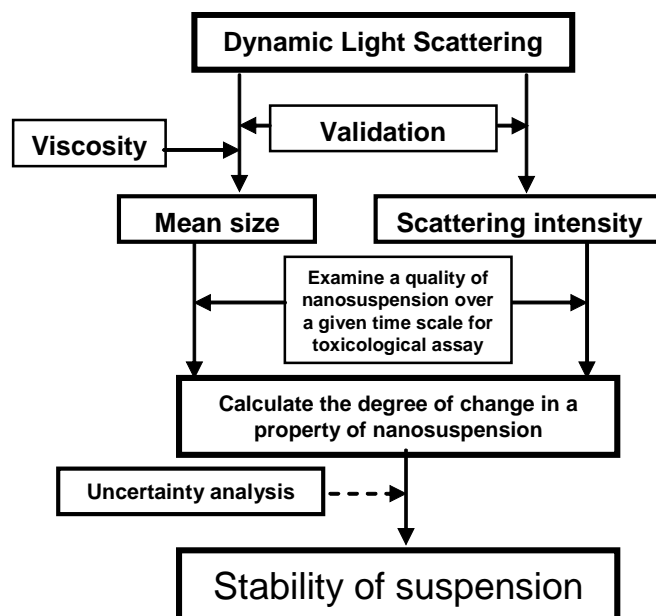 Dynamic Light Scattering
Validation
Viscosity
Mean size
Scattering intensity
Examine a quality of
nanosuspension over
a given time scale for
toxicological assay
Calculate the degree of change in a
property of nanosuspension
Uncertainty analysis
Stability of suspension